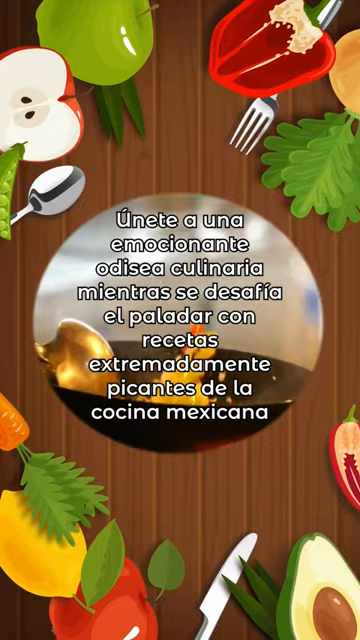 Únete a una
emocionante
odisea culinaria
mientras se desafía
el paladar con
recetas
extremadamente
picantes de la
cocina mexicana